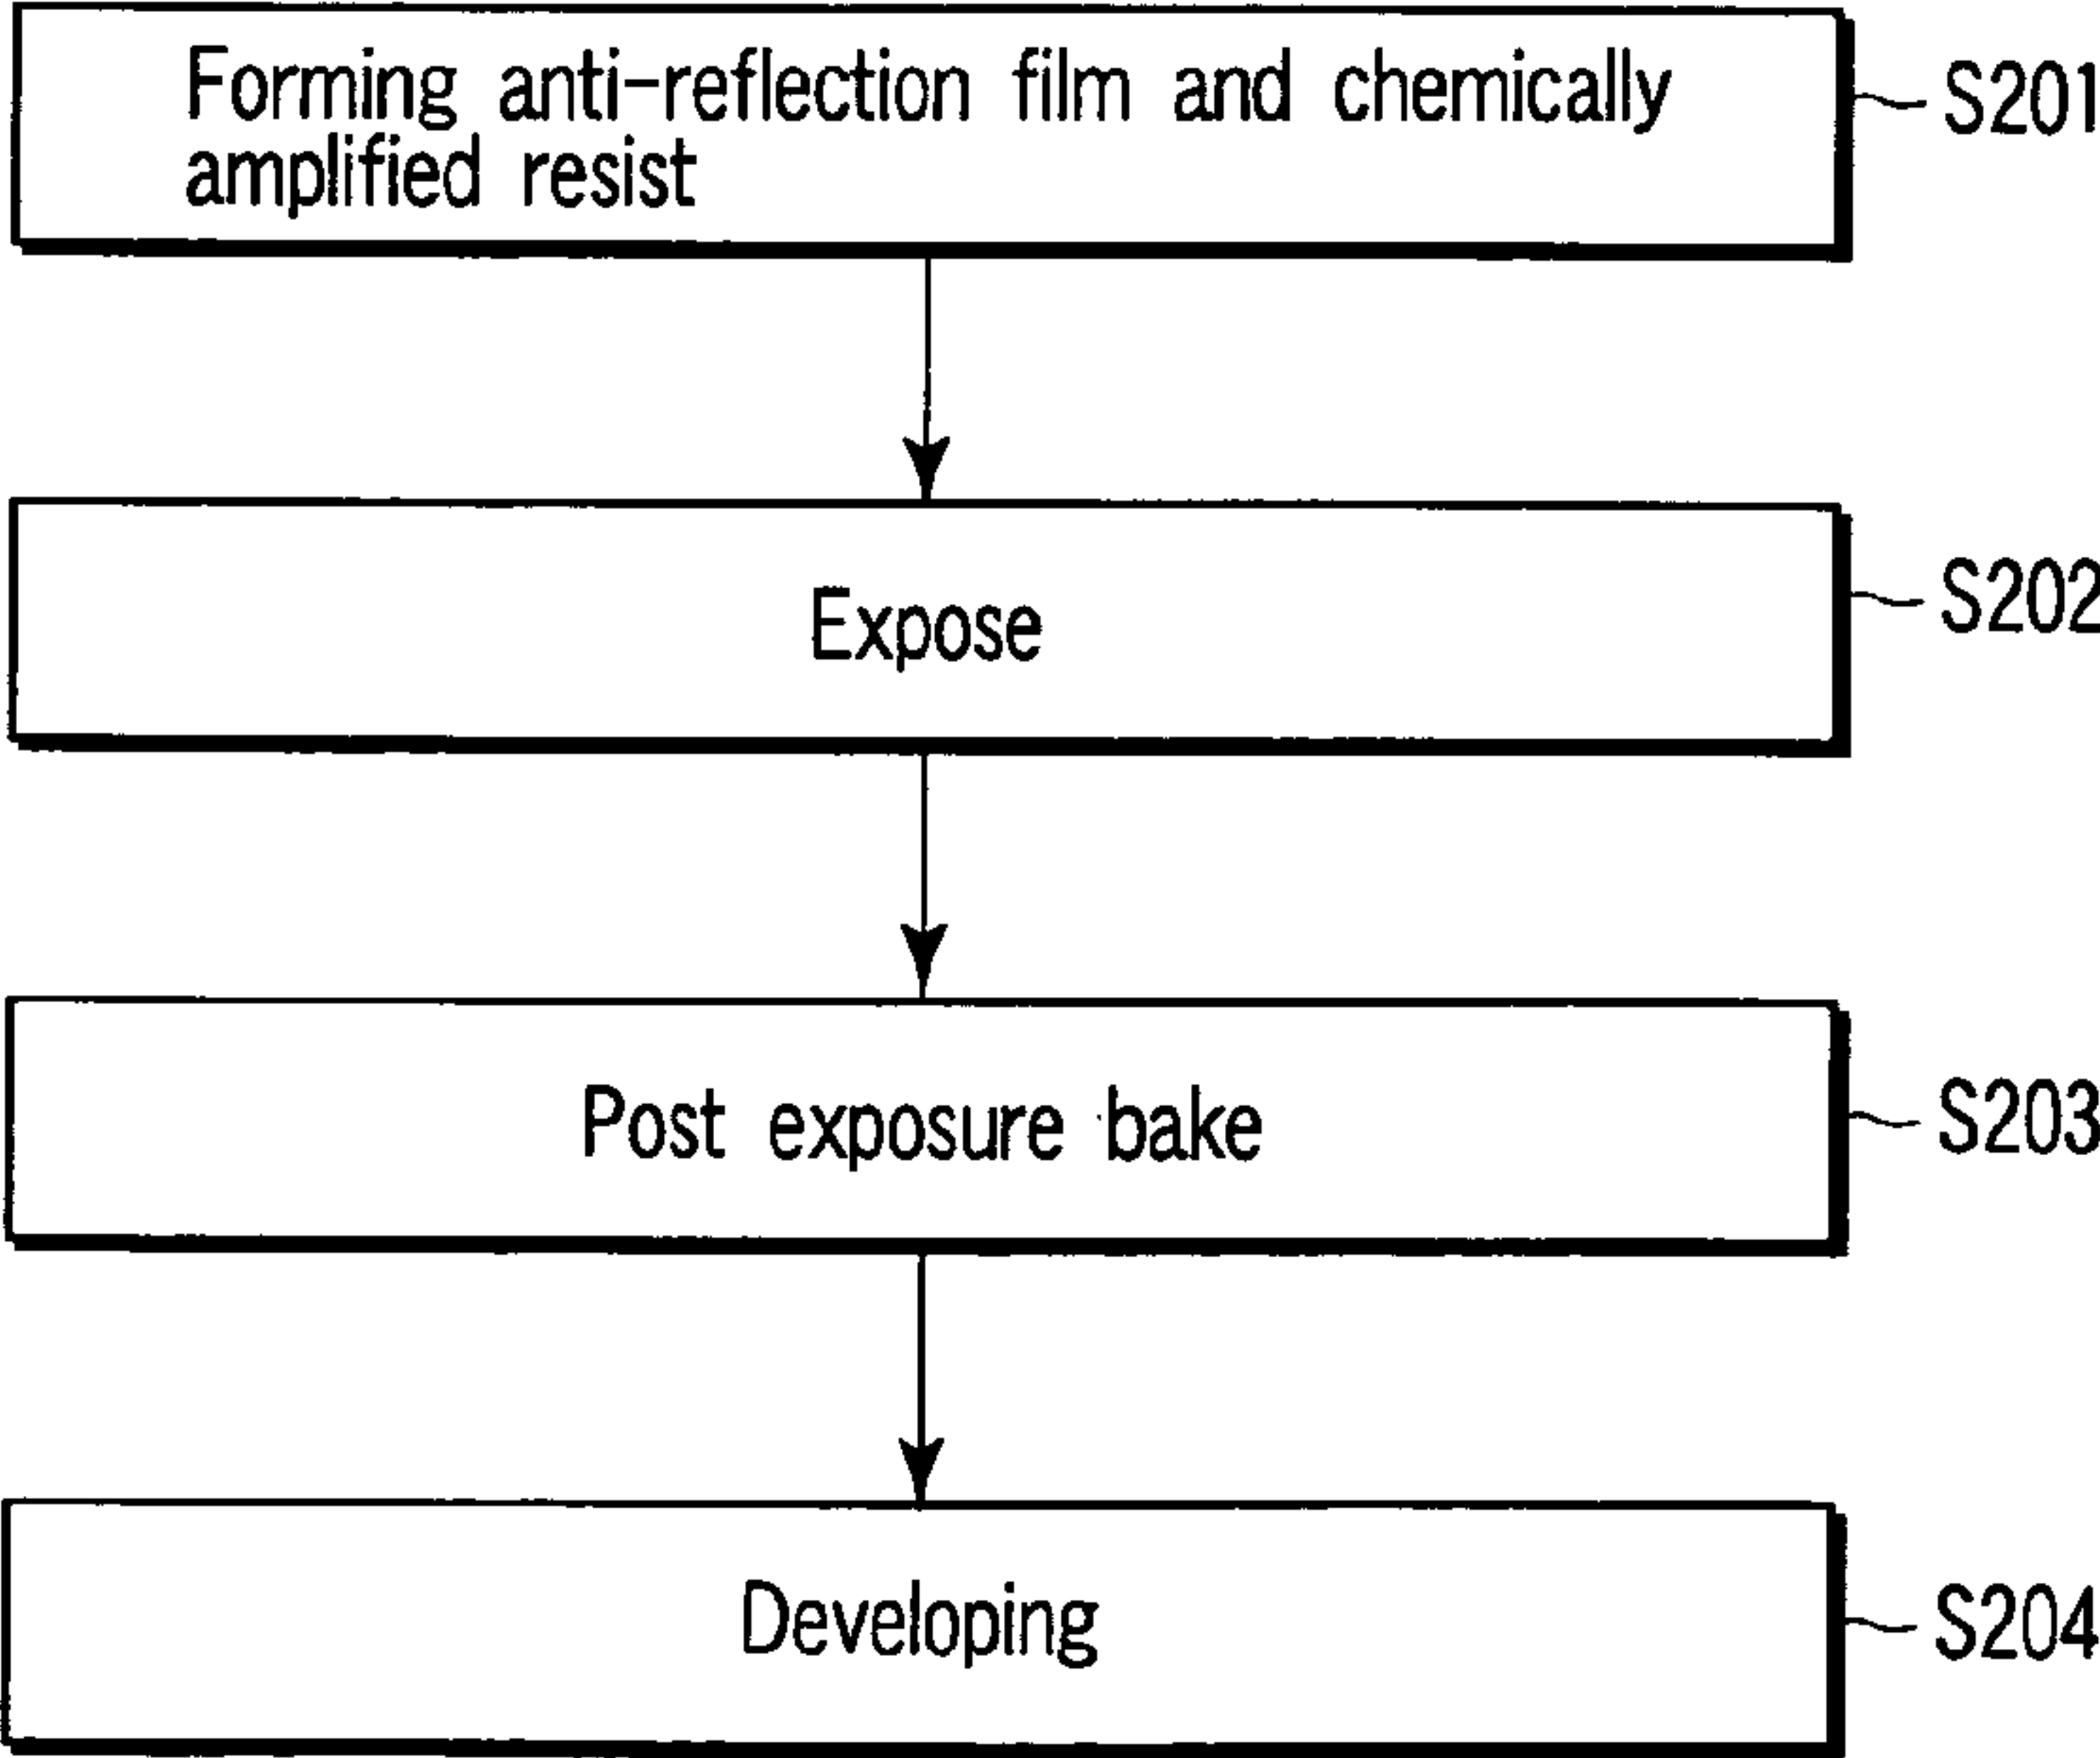 Forming anti-reflection film and chemically
amplified resist
S201
Expose
S202
Post exposure bake
S203
Developing
S204